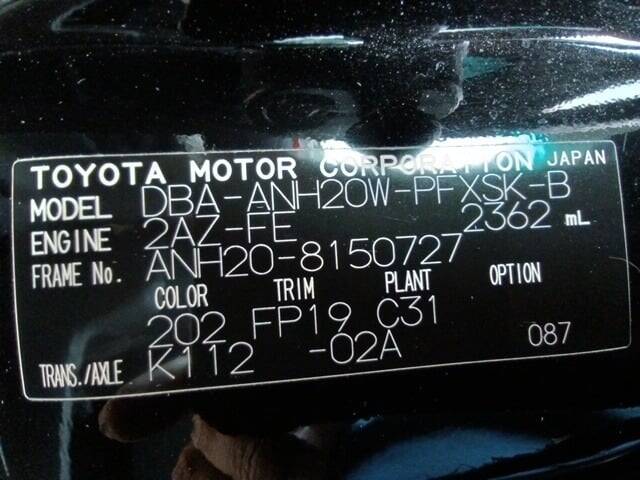 TOYOTA MOTOR CORPORATION JAPAN
MODEL DBA-ANH20W-PFXSK-B
ENGINE 2AZ-FE 2362 mL
FRAME No. ANH20-8150727
COLOR TRIM PLANT OPTION
202 FP19 C31
TRANS./AXLE K112 -02A 087